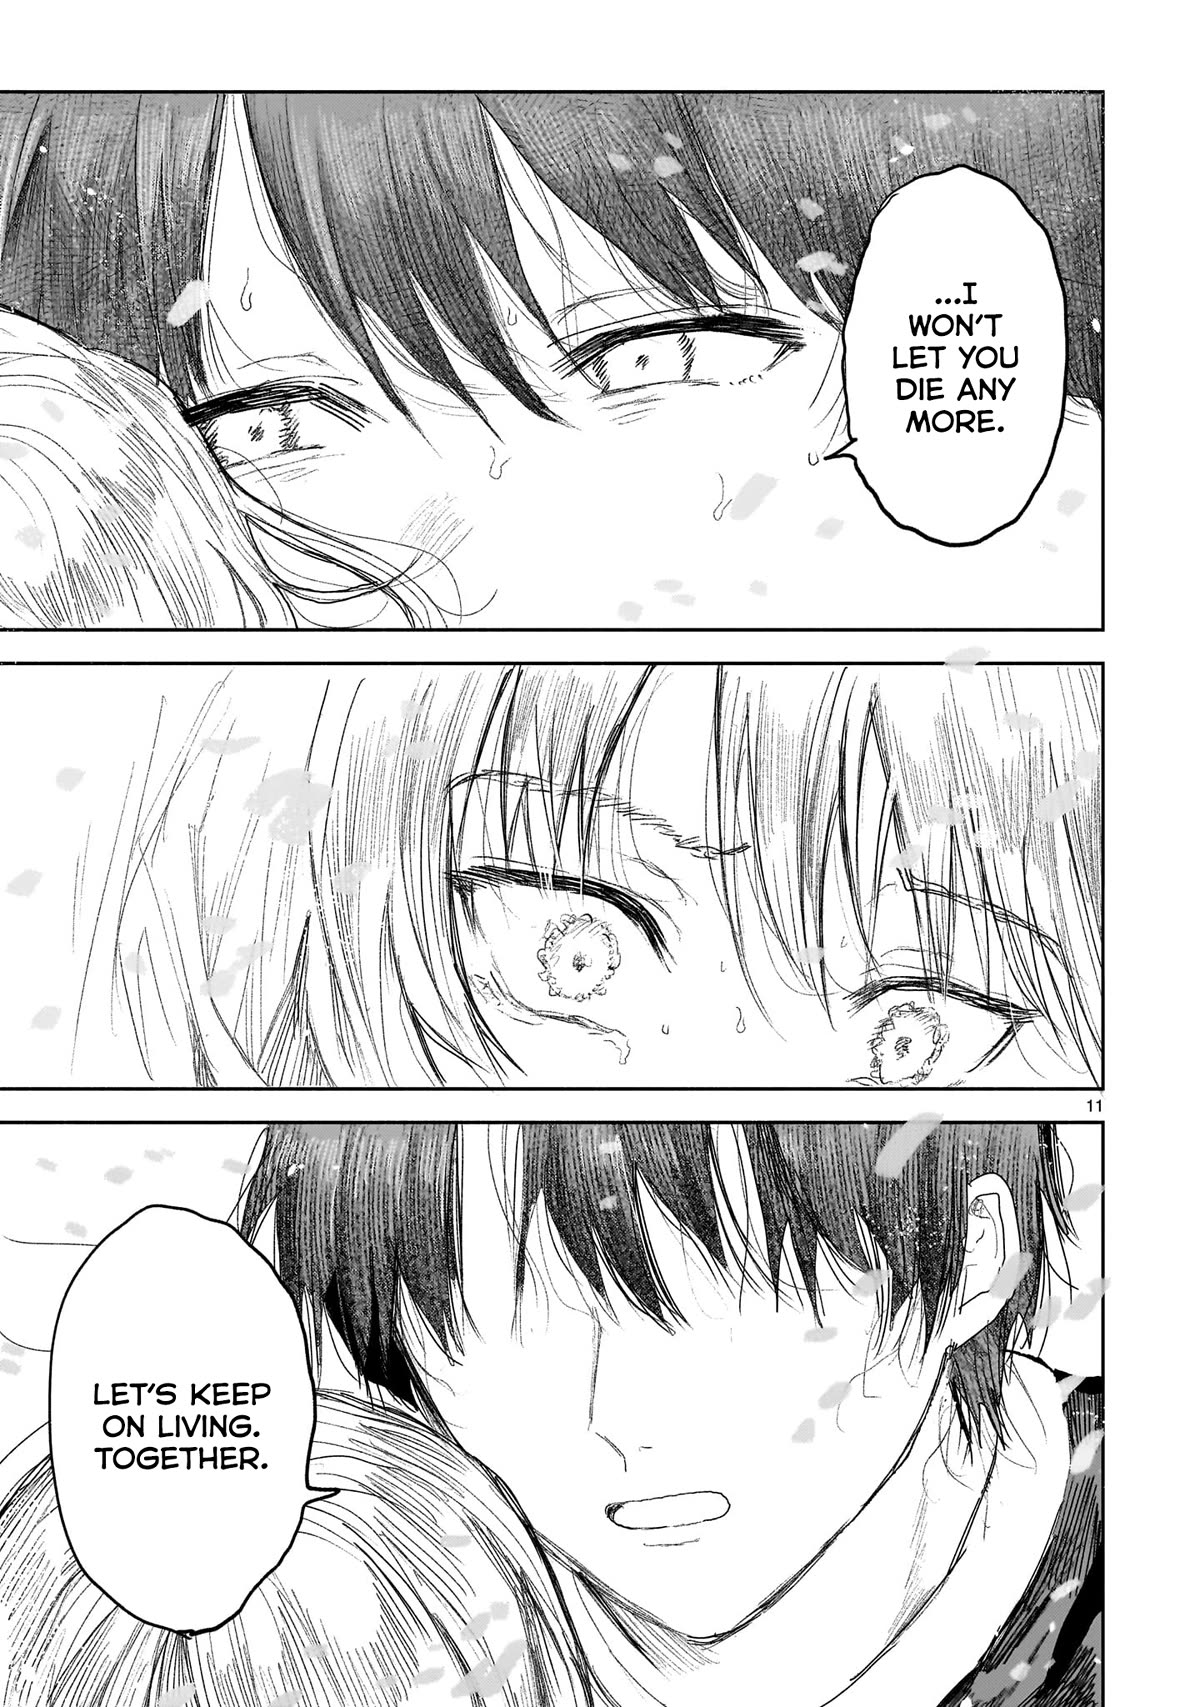 ...I
WON'T
LET YOU
DIE ANY
MORE.
11
LET'S KEEP
ON LIVING.
TOGETHER.